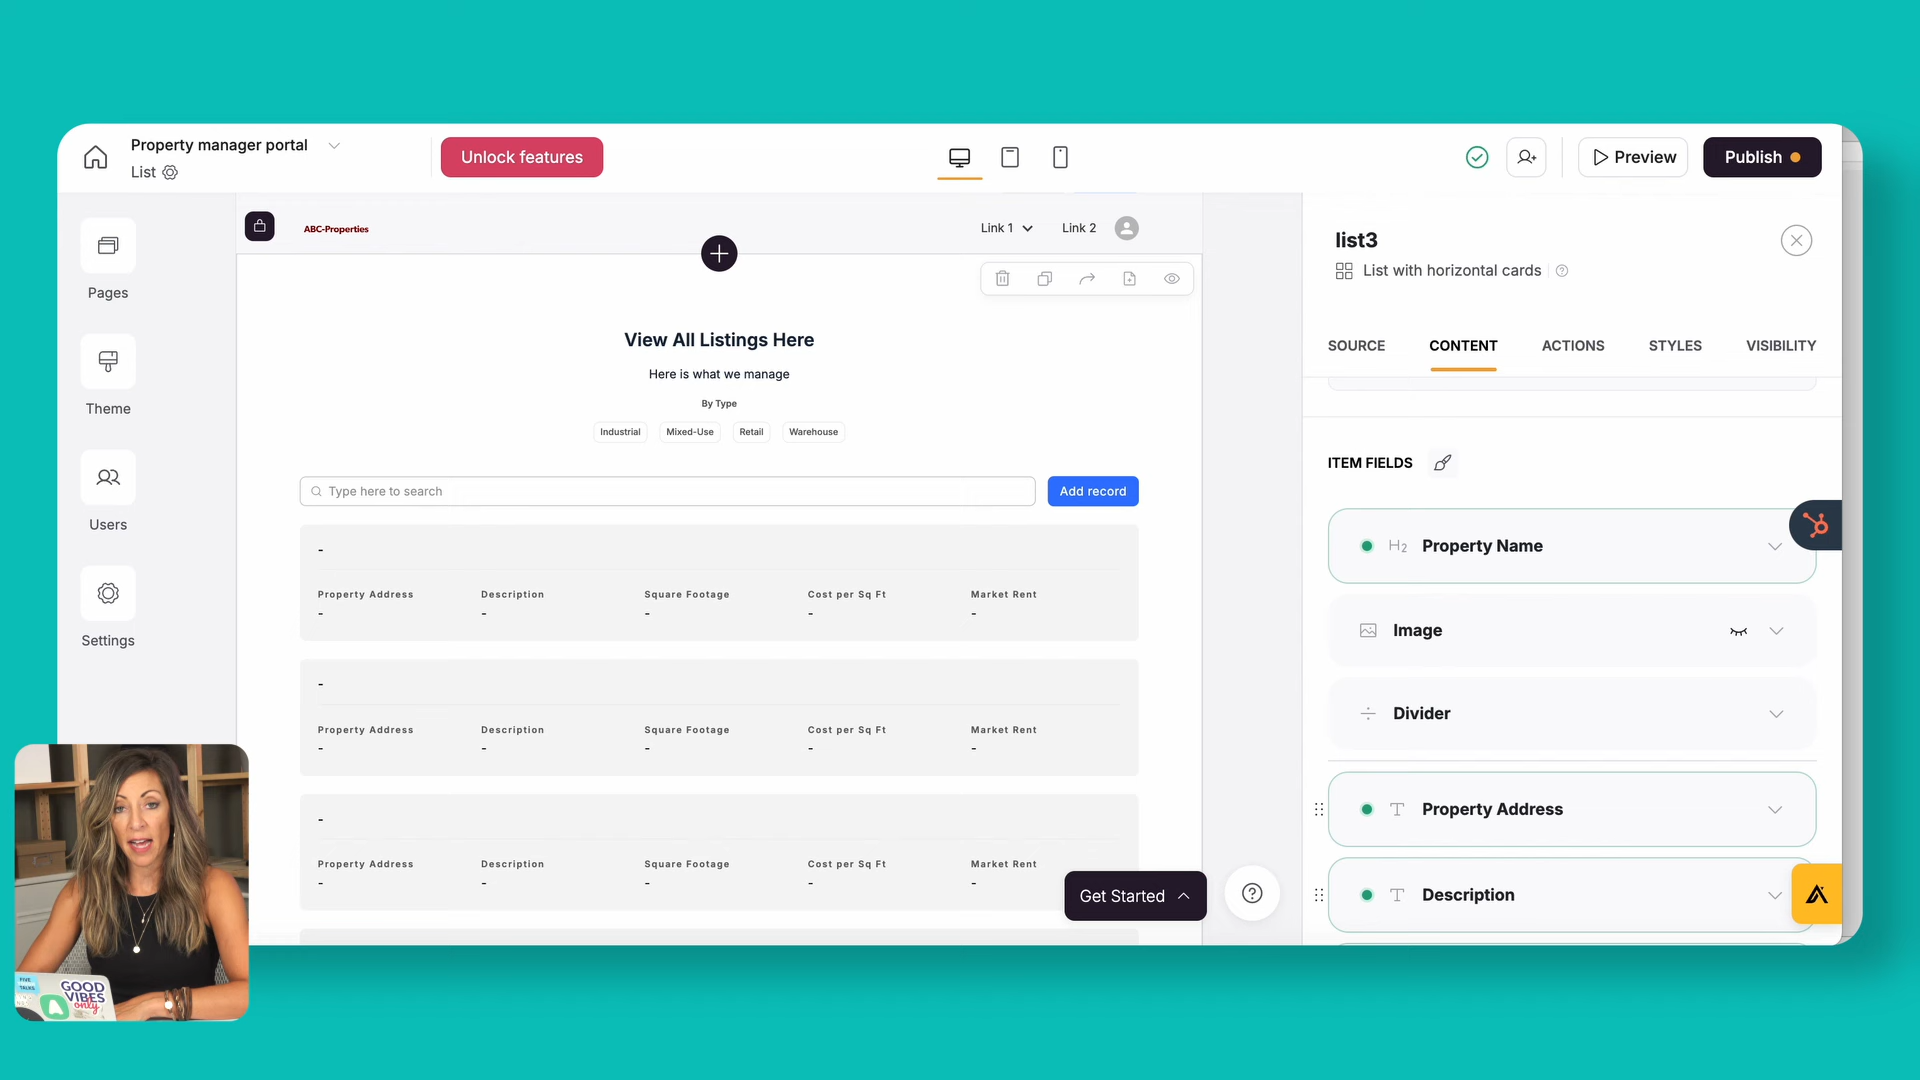 Property manager portal
List
Unlock features
Preview
Publish
Pages
Theme
Users
Settings
ABC-Properties
Link 1
Link 2
View All Listings Here
Here is what we manage
By Type
Industrial
Mixed-Use
Retail
Warehouse
Type here to search
Add record
-
Property Address
Description
Square Footage
Cost per Sq Ft
Market Rent
-
-
-
-
-
-
Property Address
Description
Square Footage
Cost per Sq Ft
Market Rent
-
-
-
-
-
-
Property Address
Description
Square Footage
Cost per Sq Ft
Market Rent
-
-
-
-
-
Get Started
list3
List with horizontal cards
SOURCE
CONTENT
ACTIONS
STYLES
VISIBILITY
ITEM FIELDS
H2 Property Name
Image
Divider
T Property Address
T Description
FIVE
TALKS
GOOD
VIBES
only